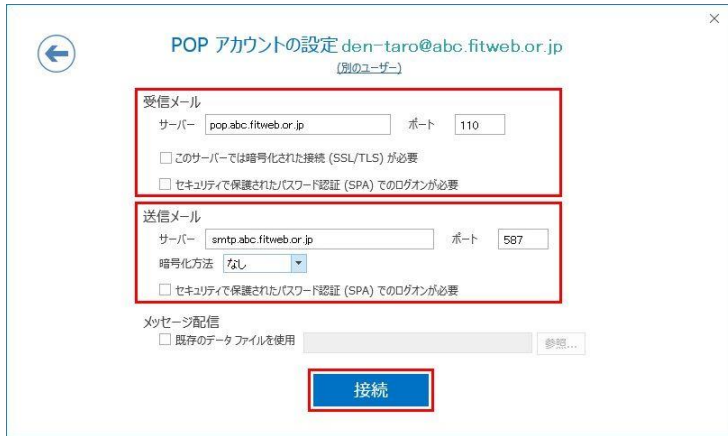 POP アカウントの設定 den-taro@abc.fitweb.or.jp
(別のユーザー)
受信メール
サーバー pop.abc.fitweb.or.jp ポート 110
このサーバーでは暗号化された接続 (SSL/TLS) が必要
セキュリティで保護されたパスワード認証 (SPA) でのログオンが必要
送信メール
サーバー smtp.abc.fitweb.or.jp ポート 587
暗号化方法 なし
セキュリティで保護されたパスワード認証 (SPA) でのログオンが必要
メッセージ配信
既存のデータ ファイルを使用 参照...
接続